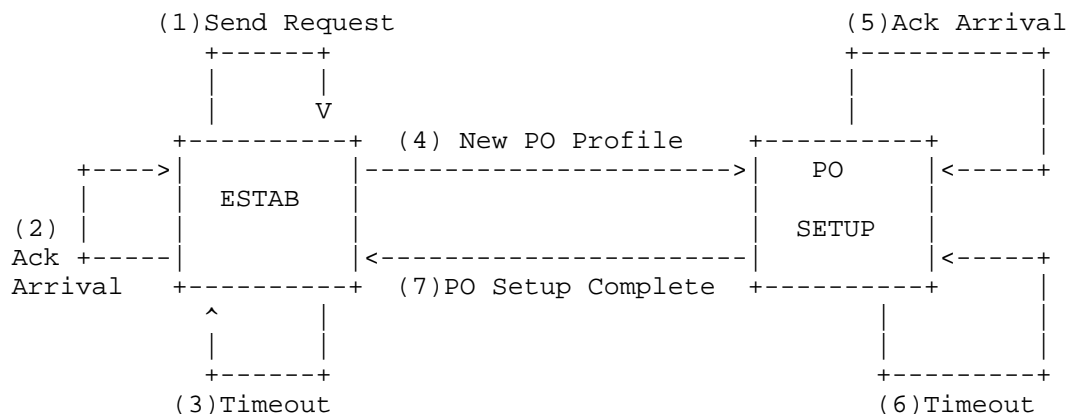 (1)Send Request (5)Ack Arrival
(4) New PO Profile
PO
ESTAB
(2) SETUP
Ack
Arrival (7)PO Setup Complete
(3)Timeout (6)Timeout